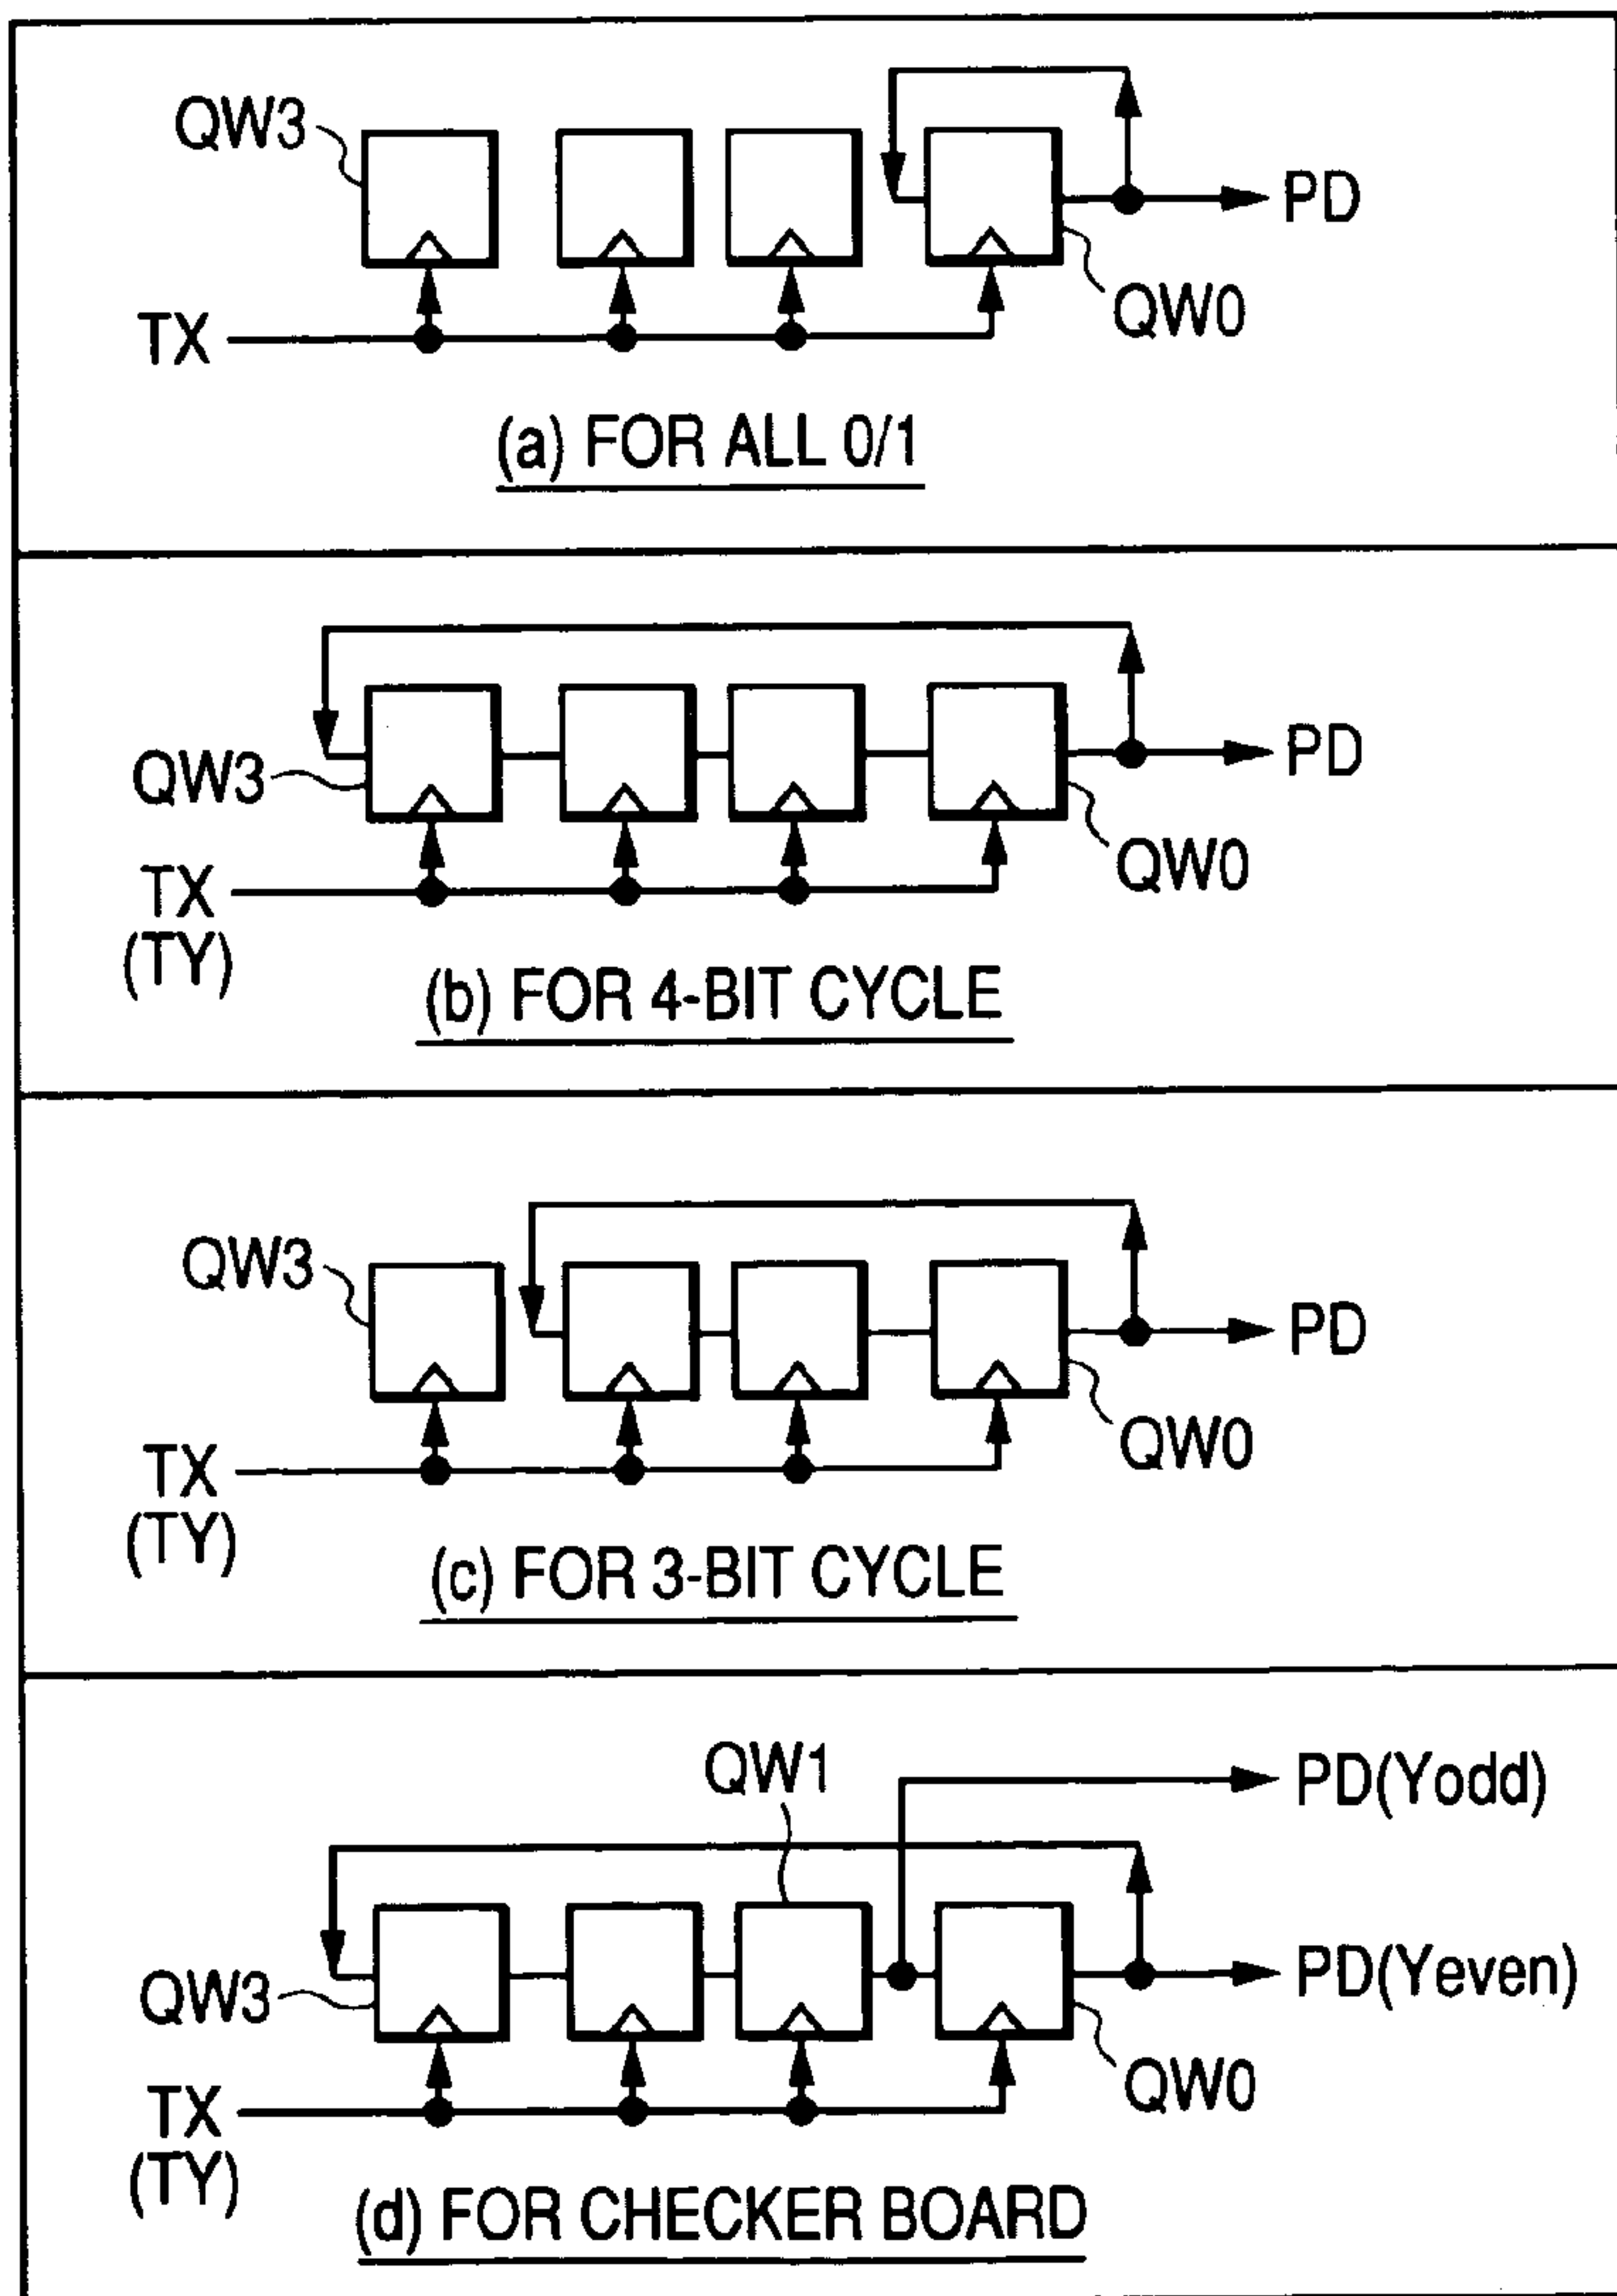 QW3
PD
QW0
TX
(a) FOR ALL 0/1
PD
QW3
QW0
TX
(TY)
(b) FOR 4-BIT CYCLE
QW3
PD
QW0
TX
(TY)
(c) FOR 3-BIT CYCLE
QW1
PD(Yodd)
PD(Yeven)
QW3
QW0
TX
(TY)
(d) FOR CHECKER BOARD